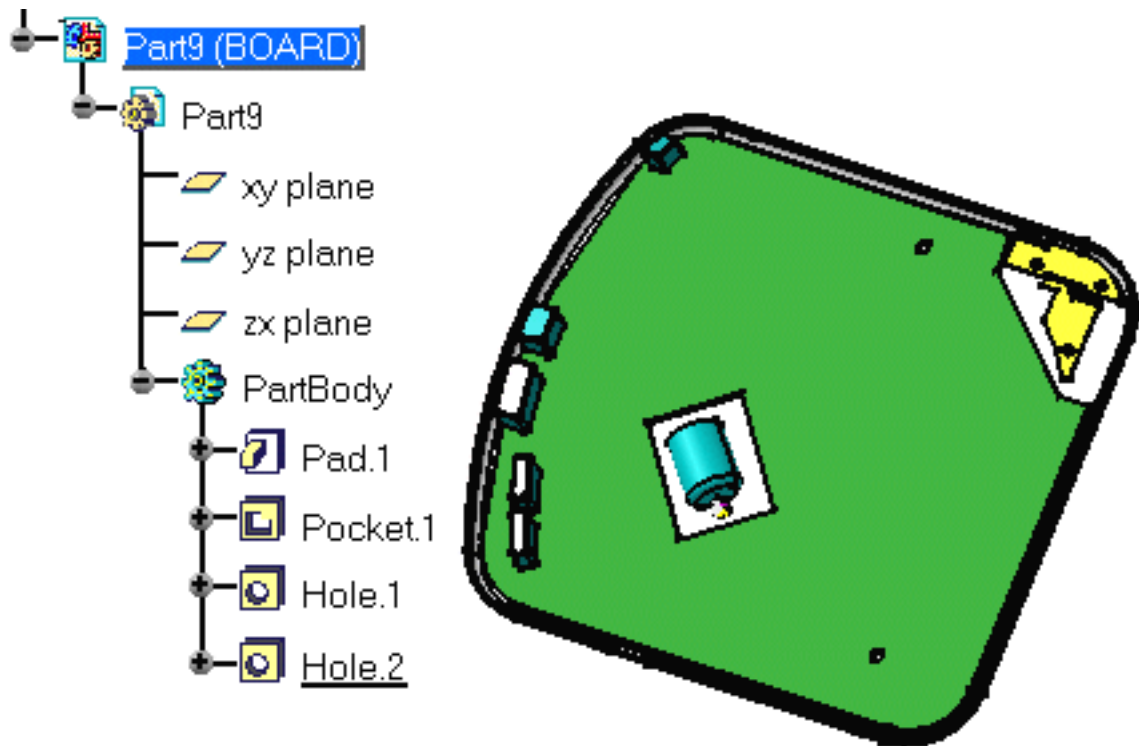 Part9 (BOARD)
Part9
xy plane
yz plane
zx plane
PartBody
Pad.1
Pocket.1
Hole.1
Hole.2